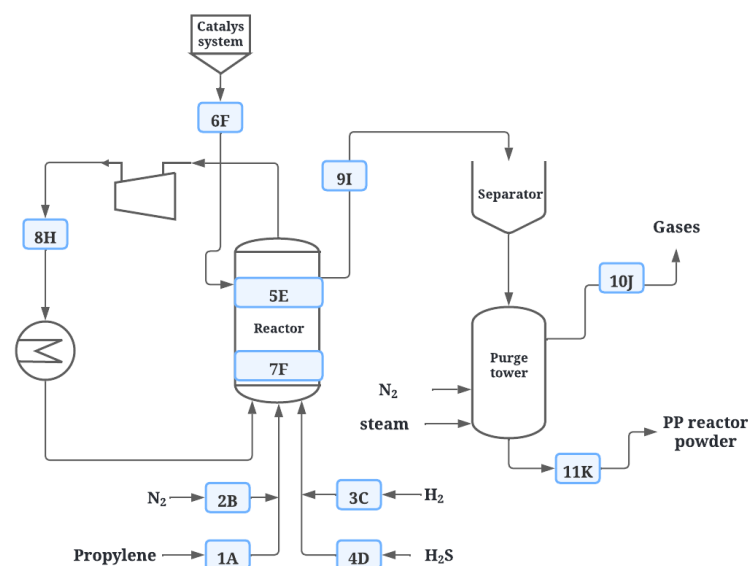 Catalys
system
6F
9I
8H
Separator
Gases
10J
5E
Reactor
7F
Purge
tower
N₂
steam
PP reactor
powder
11K
N₂
2B
3C
H₂
Propylene
1A
4D
H₂S